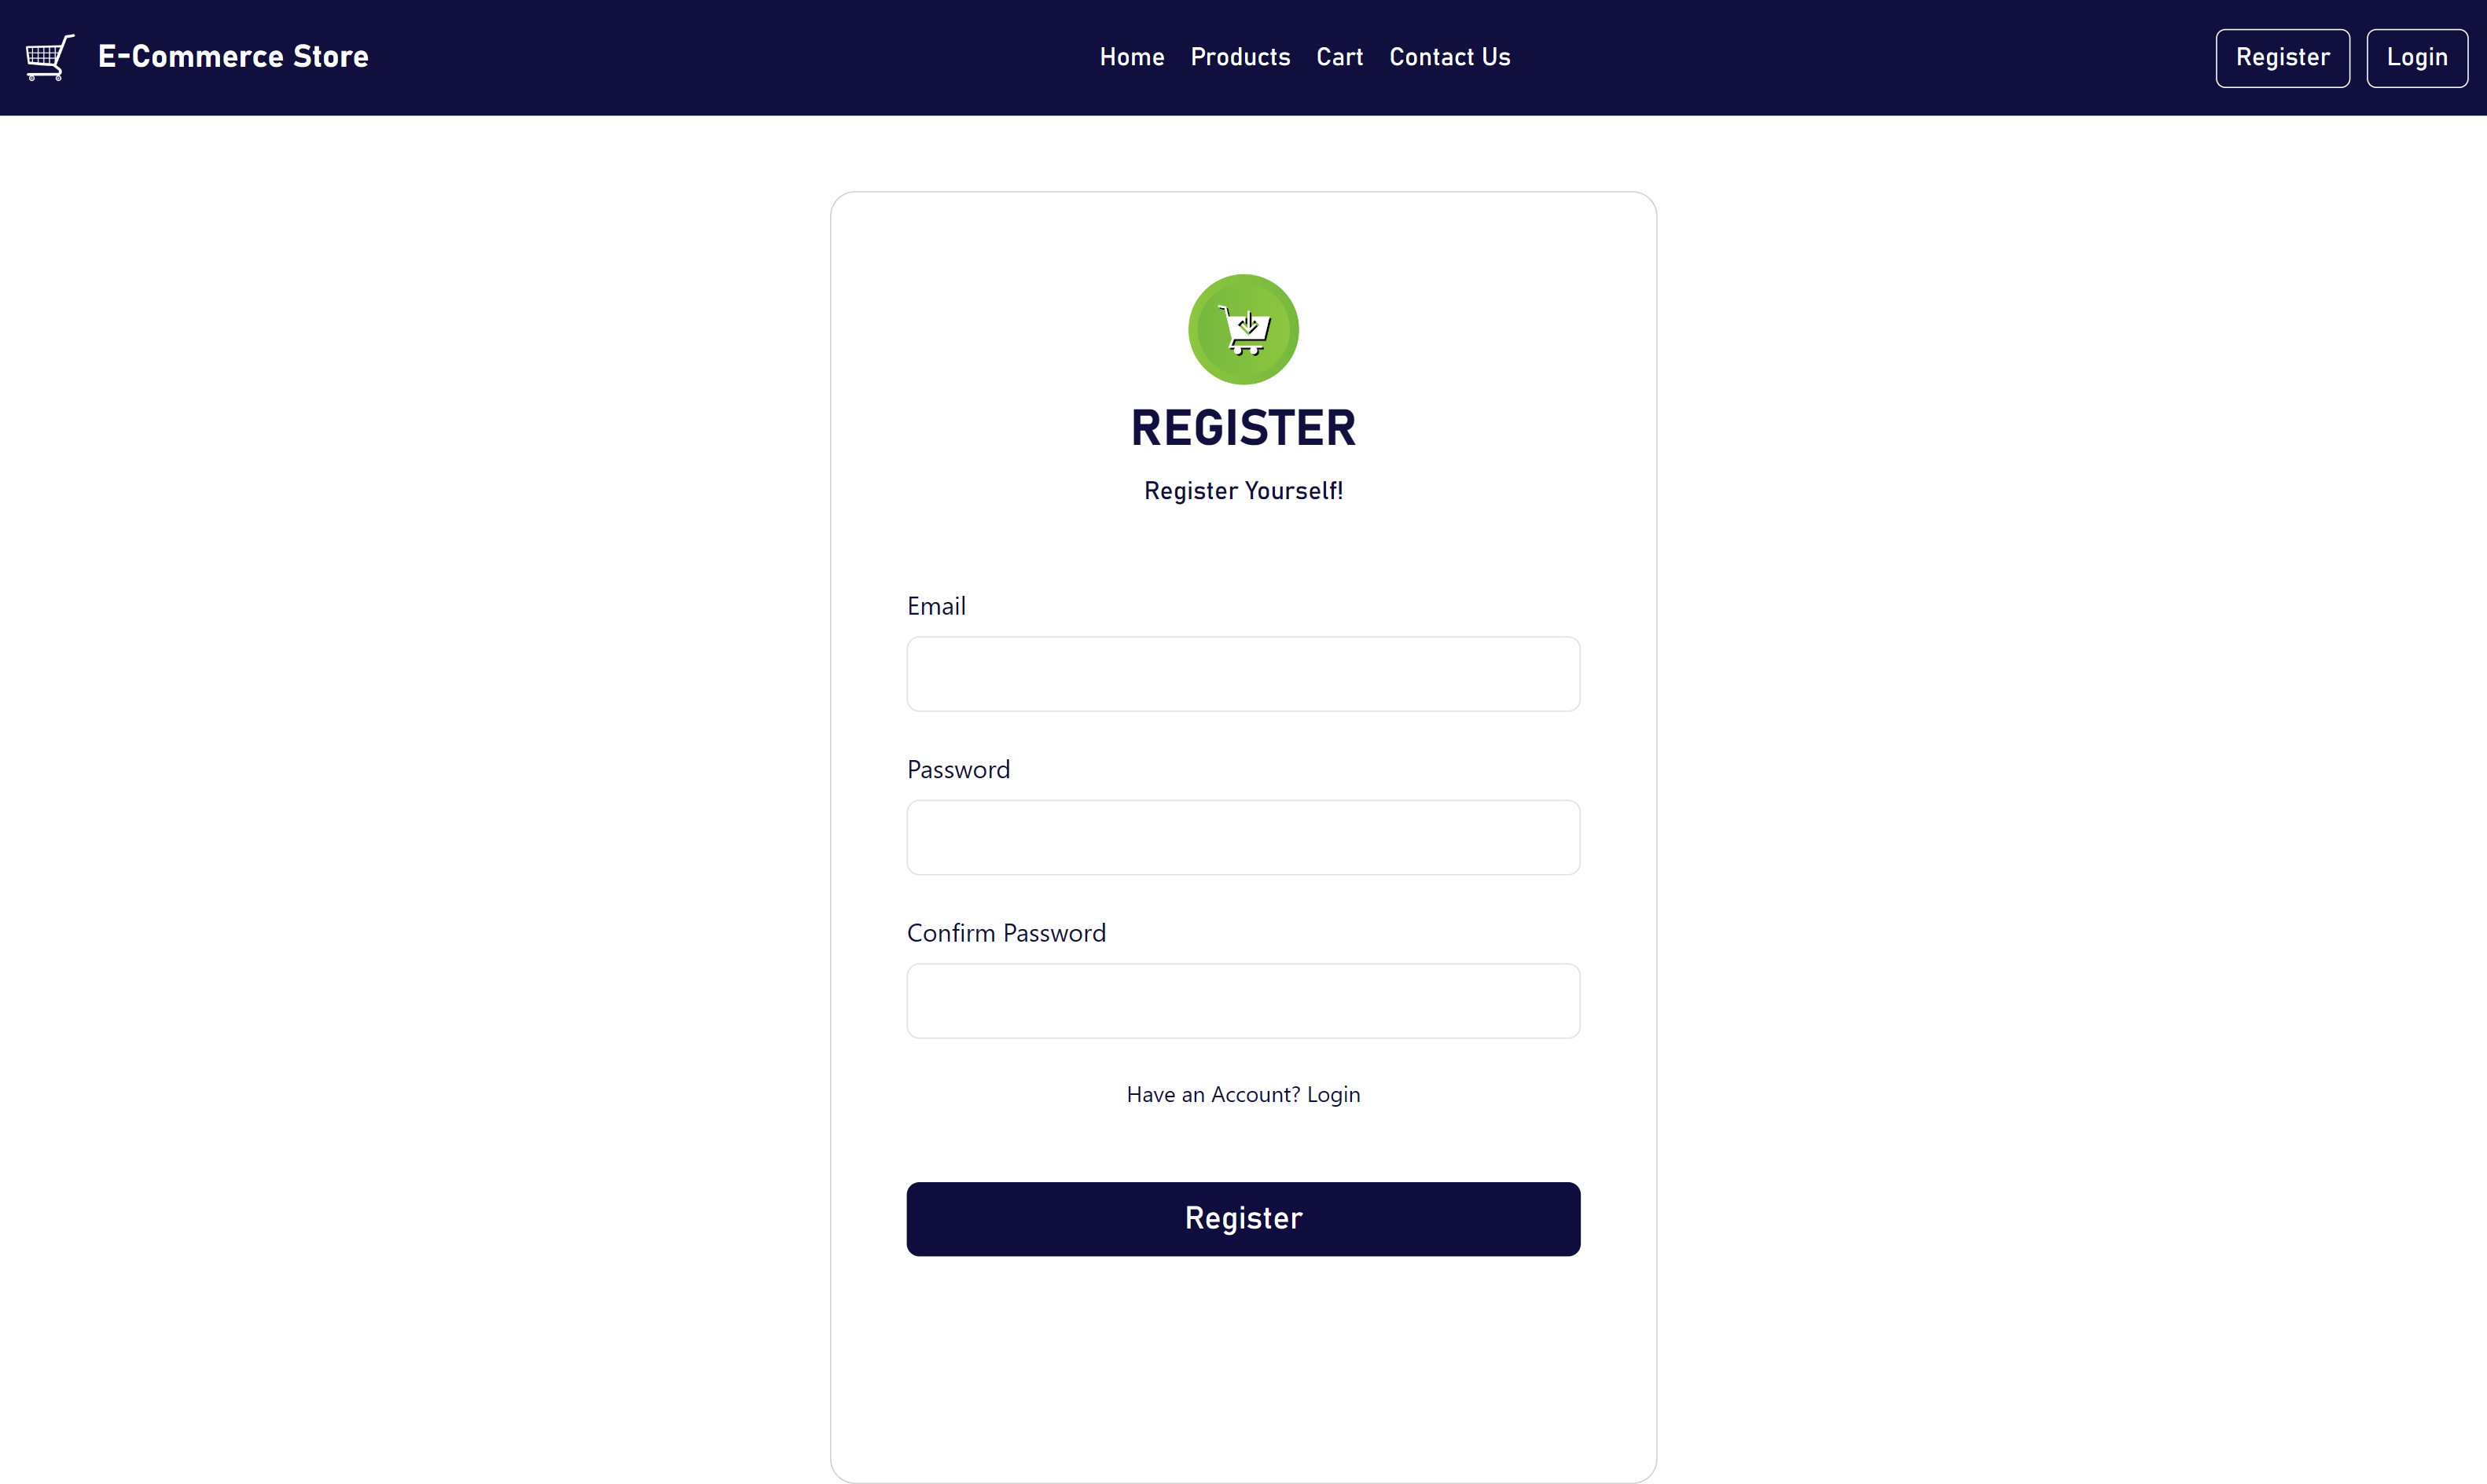 E-Commerce Store
Home Products Cart Contact Us
Register Login
REGISTER
Register Yourself!
Email
Password
Confirm Password
Have an Account? Login
Register